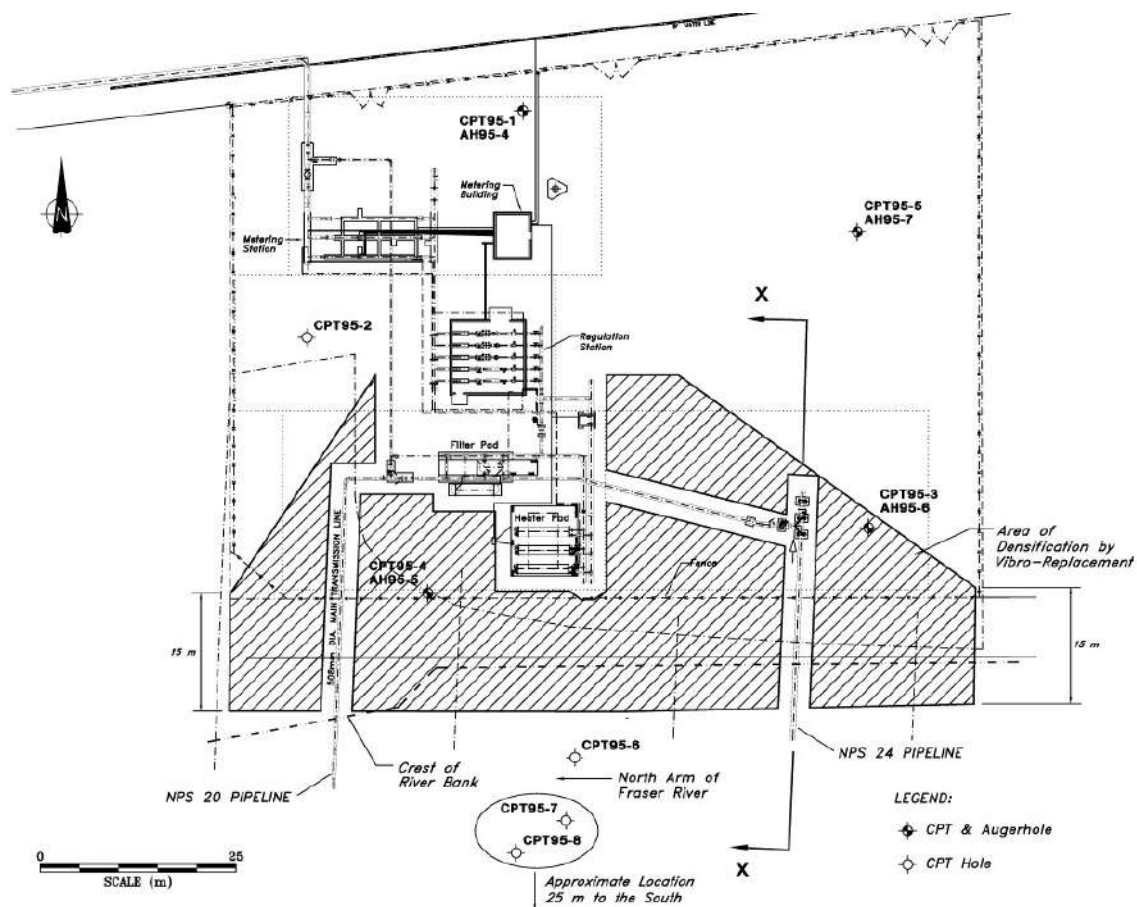 WATER LINE
CPT95-1
AH95-4
Metering
Building
CPT95-5
AH95-7
N
Metering
Station
X
CPT95-2
Regulation
Station
Filter Pad
CPT95-3
AH95-6
Heater Pad
Area of
Densification by
Vibro-Replacement
CPT95-4
AH95-5
Fence
508mm DIA. MAIN TRANSMISSION LINE
15 m
15 m
CPT95-6
NPS 24 PIPELINE
Crest of
River Bank
North Arm of
Fraser River
NPS 20 PIPELINE
LEGEND:
CPT95-7
CPT & Augerhole
CPT95-8
0 25
SCALE (m)
CPT Hole
X
Approximate Location
25 m to the South